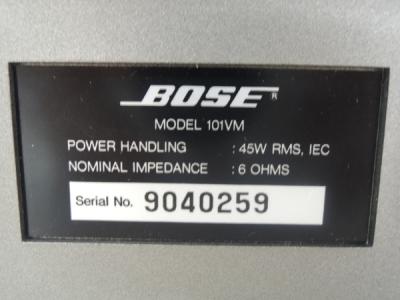 BOSE®
MODEL 101VM
POWER HANDLING : 45W RMS, IEC
NOMINAL IMPEDANCE : 6 OHMS
Serial No. 9040259